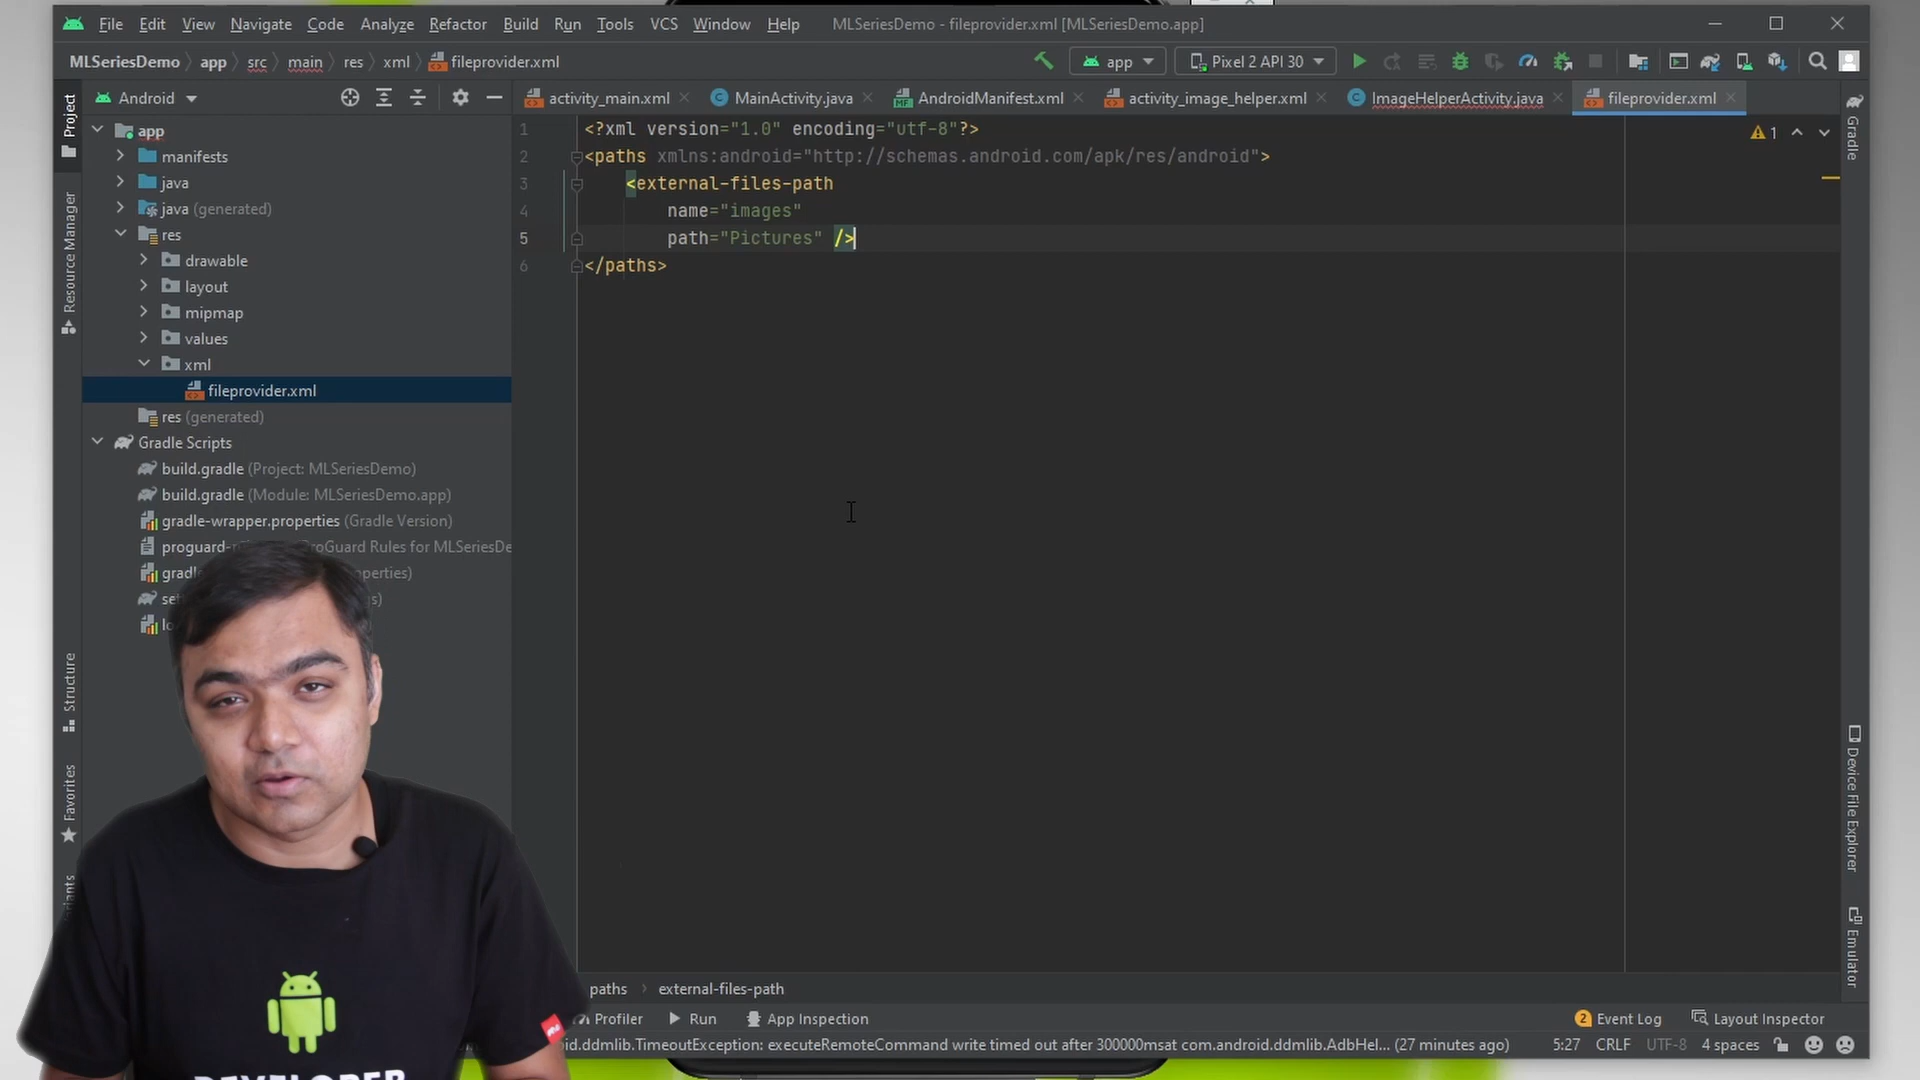 File Edit View Navigate Code Analyze Refactor Build Run Tools VCS Window Help MLSeriesDemo - fileprovider.xml [MLSeriesDemo.app]
MLSeriesDemo app src main res xml fileprovider.xml app Pixel 2 API 30
Android activity_main.xml MainActivity.java AndroidManifest.xml activity_image_helper.xml ImageHelperActivity.java fileprovider.xml
Project
Resource Manager
Structure
Favorites
app
manifests
java
java (generated)
res
drawable
layout
mipmap
values
xml
fileprovider.xml
res (generated)
Gradle Scripts
build.gradle (Project: MLSeriesDemo)
build.gradle (Module: MLSeriesDemo.app)
gradle-wrapper.properties (Gradle Version)
1 <?xml version="1.0" encoding="utf-8"?>
2 <paths xmlns:android="http://schemas.android.com/apk/res/android">
3 <external-files-path
4 name="images"
5 path="Pictures" />
6 </paths>
1
Gradle
Device File Explorer
Emulator
paths external-files-path
Profiler Run App Inspection 2 Event Log Layout Inspector
executeRemoteCommand write timed out after 300000msat com.android.ddmlib.AdbHel... (27 minutes ago) 5:27 CRLF UTF-8 4 spaces
DEVELOPER